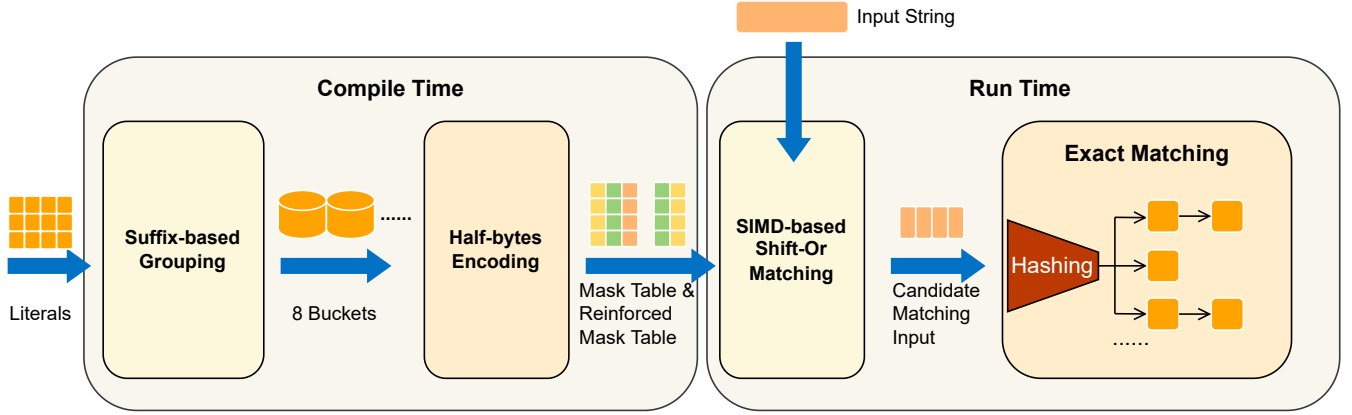 Input String
Compile Time
Run Time
Literals
Suffix-based
Grouping
......
8 Buckets
Half-bytes
Encoding
Mask Table &
Reinforced
Mask Table
SIMD-based
Shift-Or
Matching
Candidate
Matching
Input
Exact Matching
Hashing
......